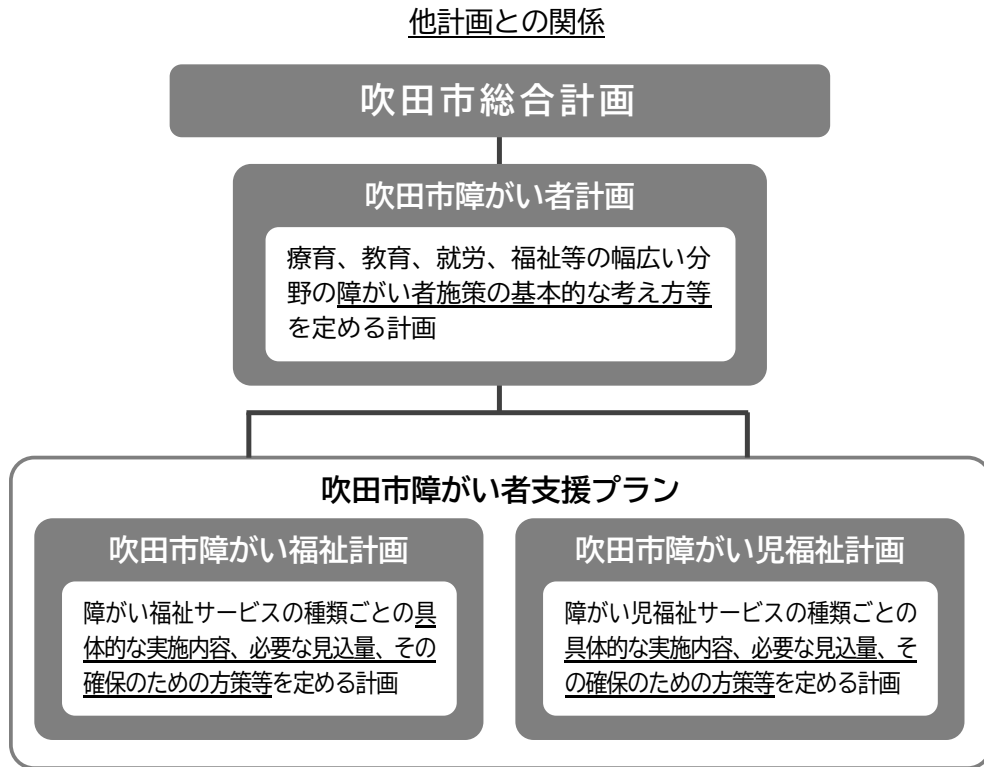 他計画との関係
吹田市総合計画
吹田市障がい者計画
療育、教育、就労、福祉等の幅広い分
野の障がい者施策の基本的な考え方等
を定める計画
吹田市障がい者支援プラン
吹田市障がい福祉計画
障がい福祉サービスの種類ごとの具
体的な実施内容、必要な見込量、その
確保のための方策等を定める計画
吹田市障がい児福祉計画
障がい児福祉サービスの種類ごとの
具体的な実施内容、必要な見込量、そ
の確保のための方策等を定める計画